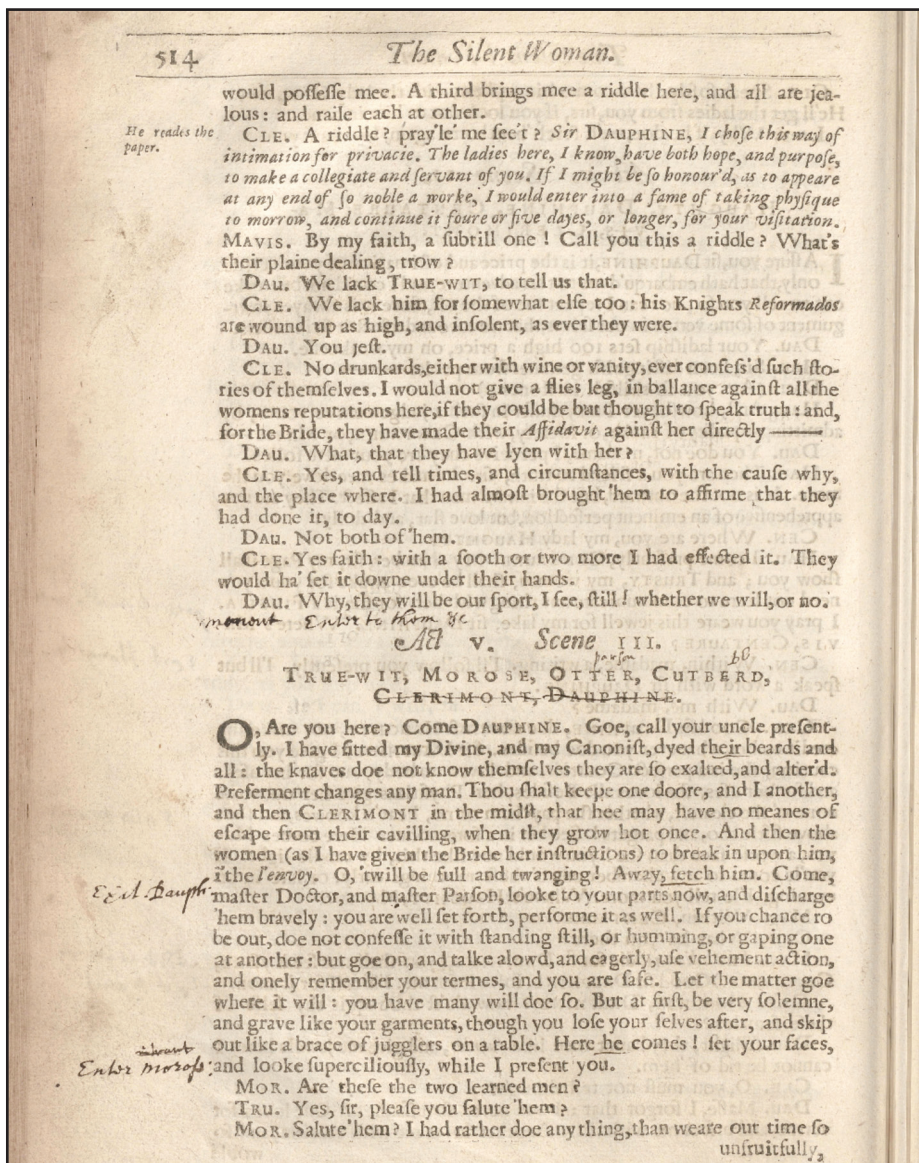 514 The Silent Woman.
would poſſeſſe mee. A third brings mee a riddle here, and all are jea-
lous: and raile each at other.
He reades the
paper.
CLE. A riddle? pray'le' me ſee't? Sir DAUPHINE, I choſe this way of
intimation for privacie. The ladies here, I know, have both hope, and purpoſe,
to make a collegiate and ſervant of you. If I might be ſo honour'd, as to appeare
at any end of ſo noble a worke, I would enter into a fame of taking phyſique
to morrow, and continue it foure or five dayes, or longer, for your viſitation.
MAVIS. By my faith, a ſubtill one! Call you this a riddle? What's
their plaine dealing, trow?
DAU. We lack TRUE-WIT, to tell us that.
CLE. We lack him for ſomewhat elſe too: his Knights Reformados
are wound up as high, and inſolent, as ever they were.
DAU. You jeſt.
CLE. No drunkards, either with wine or vanity, ever confeſs'd ſuch ſto-
ries of themſelves. I would not give a flies leg, in ballance againſt all the
womens reputations here, if they could be but thought to ſpeak truth: and,
for the Bride, they have made their Affidavit againſt her directly ——
DAU. What, that they have lyen with her?
CLE. Yes, and tell times, and circumſtances, with the cauſe why,
and the place where. I had almoſt brought 'hem to affirme that they
had done it, to day.
DAU. Not both of 'hem.
CLE. Yes faith: with a ſooth or two more I had effected it. They
would ha' ſet it downe under their hands.
DAU. Why, they will be our ſport, I ſee, ſtill! whether we will, or no.
Enter to them &c
Act V. Scene III.
parſon
TRUE-WIT, MOROSE, OTTER, CUTBERD,
CLERIMONT, DAUPHINE.
O, Are you here? Come DAUPHINE. Goe, call your uncle preſent-
ly. I have fitted my Divine, and my Canoniſt, dyed their beards and
all: the knaves doe not know themſelves they are ſo exalted, and alter'd.
Preferment changes any man. Thou ſhalt keepe one doore, and I another,
and then CLERIMONT in the midſt, that hee may have no meanes of
eſcape from their cavilling, when they grow hot once. And then the
women (as I have given the Bride her inſtructions) to break in upon him,
i'the l'envoy. O, 'twill be full and twanging! Away, fetch him. Come,
Exit. Dauph:
maſter Doctor, and maſter Parſon, looke to your parts now, and diſcharge
'hem bravely: you are well ſet forth, performe it as well. If you chance to
be out, doe not confeſſe it with ſtanding ſtill, or humming, or gaping one
at another: but goe on, and talke alowd, and eagerly, uſe vehement action,
and onely remember your termes, and you are ſafe. Let the matter goe
where it will: you have many will doe ſo. But at firſt, be very ſolemne,
and grave like your garments, though you loſe your ſelves after, and skip
out like a brace of jugglers on a table. Here he comes! ſet your faces,
Enter Moroſs:
and looke ſuperciliouſly, while I preſent you.
MOR. Are theſe the two learned men?
TRU. Yes, ſir, pleaſe you ſalute 'hem?
MOR. Salute 'hem? I had rather doe any thing, than weare out time ſo
unfruitfully,